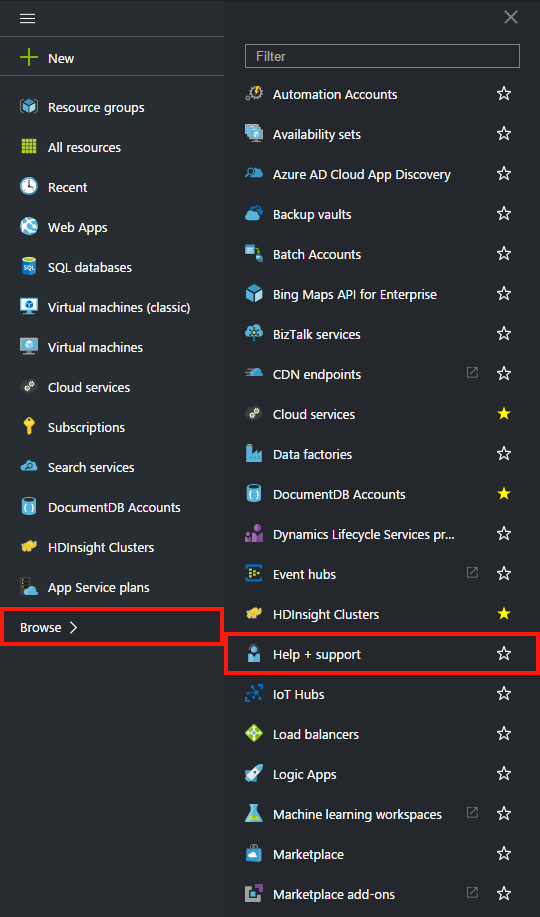 New
Resource groups
All resources
Recent
Web Apps
SQL databases
Virtual machines (classic)
Virtual machines
Cloud services
Subscriptions
Search services
DocumentDB Accounts
HDInsight Clusters
App Service plans
Browse
Filter
Automation Accounts
Availability sets
Azure AD Cloud App Discovery
Backup vaults
Batch Accounts
Bing Maps API for Enterprise
BizTalk services
CDN endpoints
Cloud services
Data factories
DocumentDB Accounts
Dynamics Lifecycle Services pr...
Event hubs
HDInsight Clusters
Help + support
IoT Hubs
Load balancers
Logic Apps
Machine learning workspaces
Marketplace
Marketplace add-ons